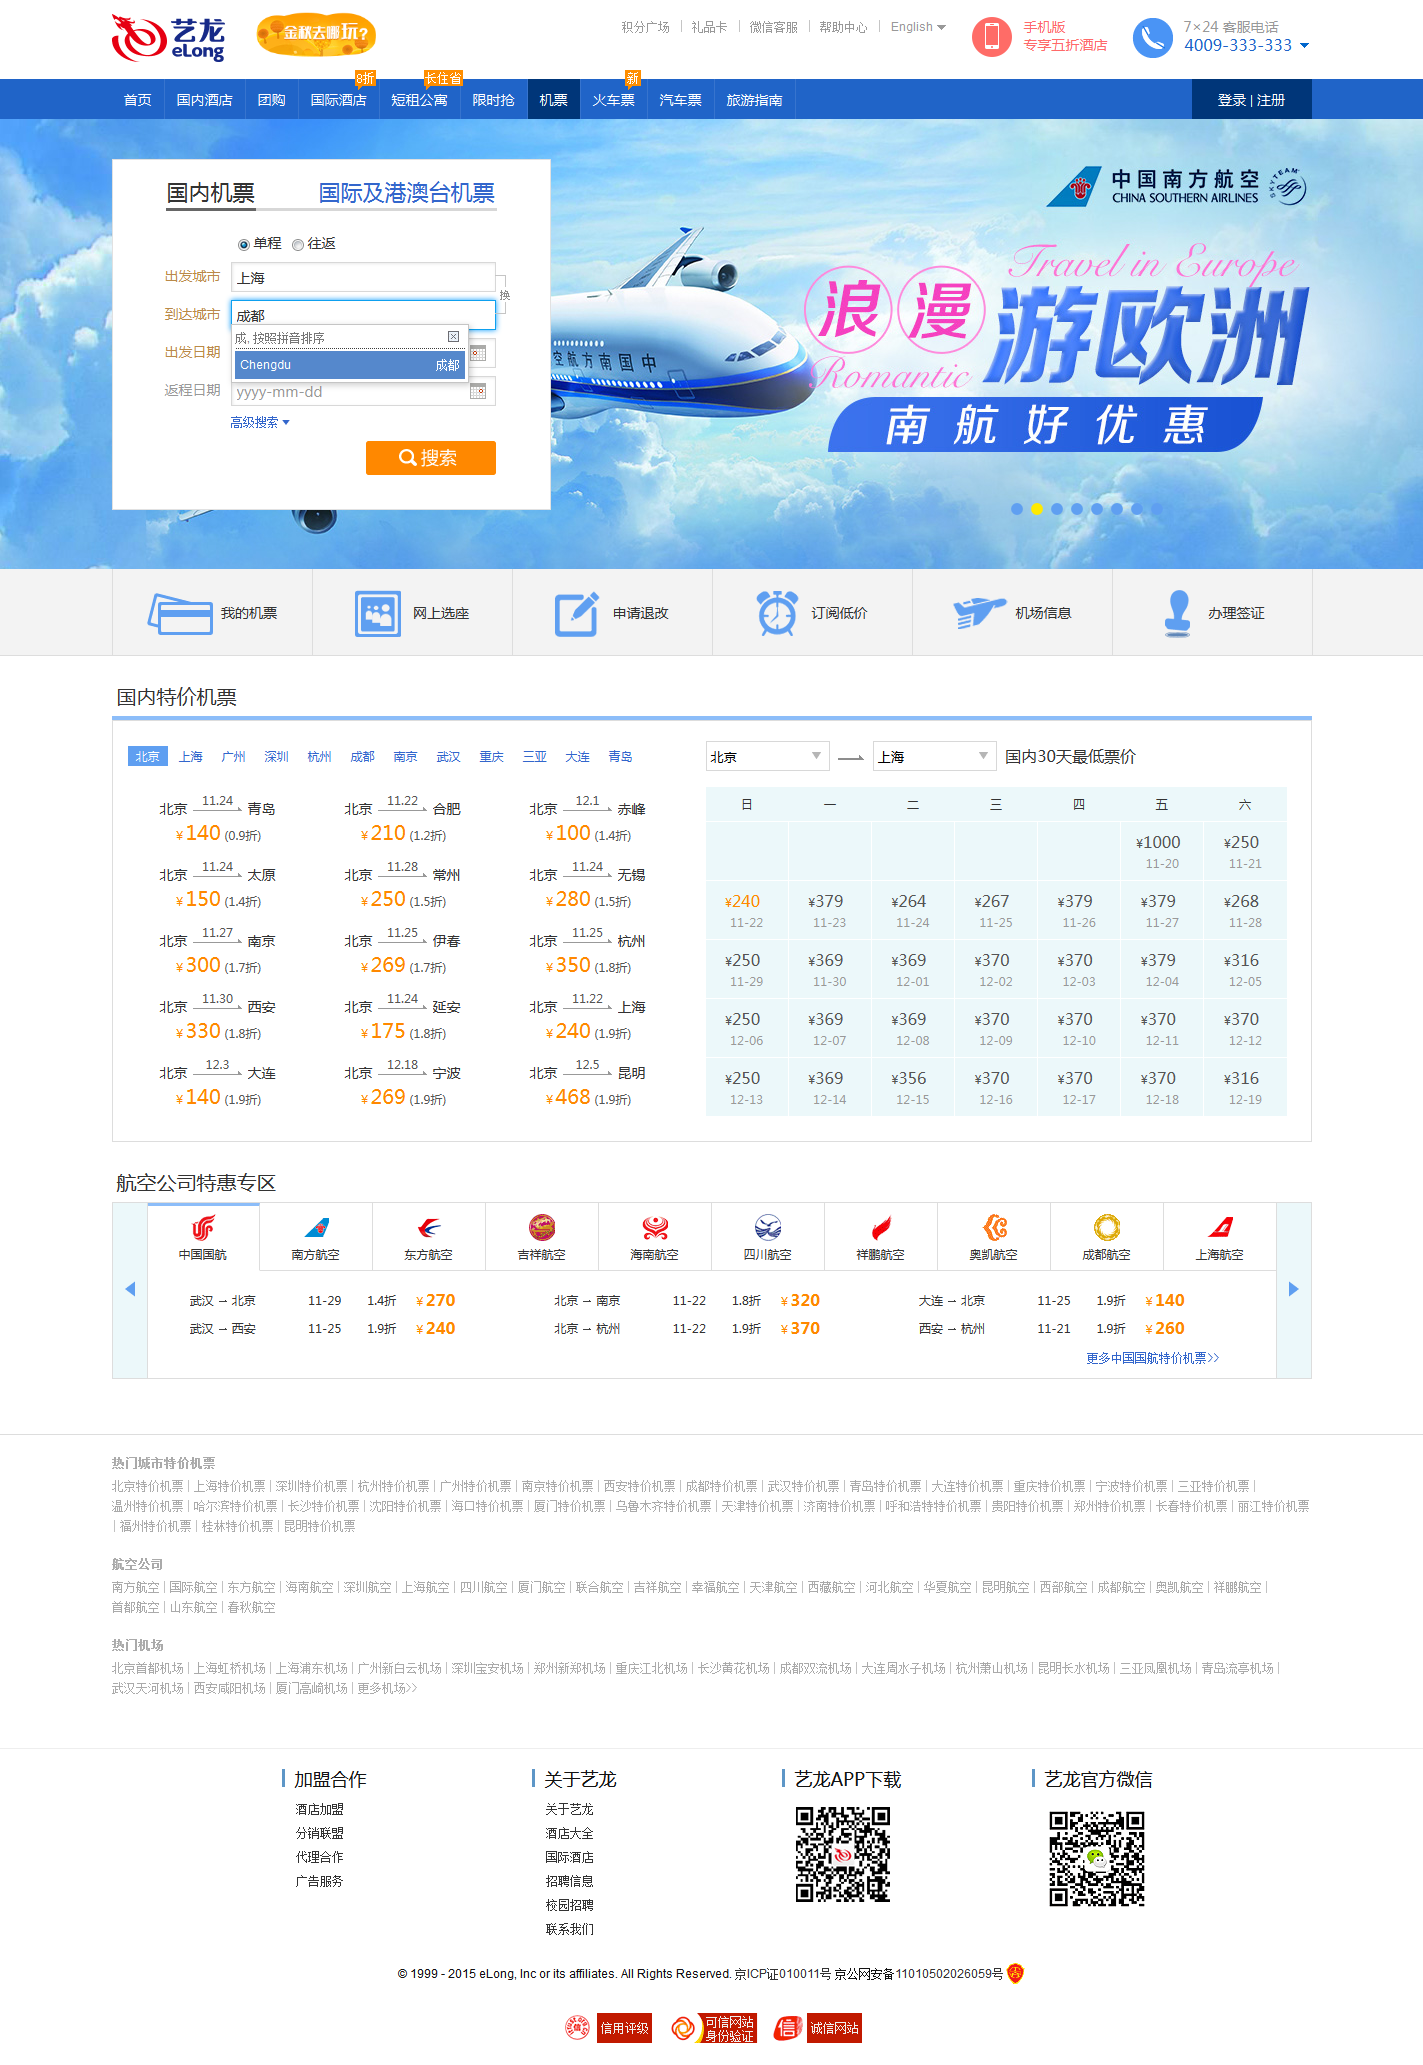 艺龙
eLong
金秋去哪玩?
积分广场 | 礼品卡 | 微信客服 | 帮助中心 | English
手机版
专享五折酒店
7×24 客服电话
4009-333-333
8折 长住省 新
首页 国内酒店 团购 国际酒店 短租公寓 限时抢 机票 火车票 汽车票 旅游指南 登录 | 注册
国内机票 国际及港澳台机票
单程 往返
出发城市 上海
换
到达城市 成都
成, 按照拼音排序
Chengdu 成都
出发日期
返程日期 yyyy-mm-dd
高级搜索
搜索
中国南方航空
CHINA SOUTHERN AIRLINES
SKYTEAM
Travel in Europe
浪漫 游欧洲
Romantic
南航好优惠
中国南方航空
我的机票 网上选座 申请退改 订阅低价 机场信息 办理签证
国内特价机票
北京 上海 广州 深圳 杭州 成都 南京 武汉 重庆 三亚 大连 青岛
北京 11.24 青岛 北京 11.22 合肥 北京 12.1 赤峰
¥140 (0.9折) ¥210 (1.2折) ¥100 (1.4折)
北京 11.24 太原 北京 11.28 常州 北京 11.24 无锡
¥150 (1.4折) ¥250 (1.5折) ¥280 (1.5折)
北京 11.27 南京 北京 11.25 伊春 北京 11.25 杭州
¥300 (1.7折) ¥269 (1.7折) ¥350 (1.8折)
北京 11.30 西安 北京 11.24 延安 北京 11.22 上海
¥330 (1.8折) ¥175 (1.8折) ¥240 (1.9折)
北京 12.3 大连 北京 12.18 宁波 北京 12.5 昆明
¥140 (1.9折) ¥269 (1.9折) ¥468 (1.9折)
北京 上海 国内30天最低票价
日 一 二 三 四 五 六
¥1000 ¥250
11-20 11-21
¥240 ¥379 ¥264 ¥267 ¥379 ¥379 ¥268
11-22 11-23 11-24 11-25 11-26 11-27 11-28
¥250 ¥369 ¥369 ¥370 ¥370 ¥379 ¥316
11-29 11-30 12-01 12-02 12-03 12-04 12-05
¥250 ¥369 ¥369 ¥370 ¥370 ¥370 ¥370
12-06 12-07 12-08 12-09 12-10 12-11 12-12
¥250 ¥369 ¥356 ¥370 ¥370 ¥370 ¥316
12-13 12-14 12-15 12-16 12-17 12-18 12-19
航空公司特惠专区
中国国航 南方航空 东方航空 吉祥航空 海南航空 四川航空 祥鹏航空 奥凯航空 成都航空 上海航空
武汉→北京 11-29 1.4折 ¥270 北京→南京 11-22 1.8折 ¥320 大连→北京 11-25 1.9折 ¥140
武汉→西安 11-25 1.9折 ¥240 北京→杭州 11-22 1.9折 ¥370 西安→杭州 11-21 1.9折 ¥260
更多中国国航特价机票>>
热门城市特价机票
北京特价机票 | 上海特价机票 | 深圳特价机票 | 杭州特价机票 | 广州特价机票 | 南京特价机票 | 西安特价机票 | 成都特价机票 | 武汉特价机票 | 青岛特价机票 | 大连特价机票 | 重庆特价机票 | 宁波特价机票 | 三亚特价机票 |
温州特价机票 | 哈尔滨特价机票 | 长沙特价机票 | 沈阳特价机票 | 海口特价机票 | 厦门特价机票 | 乌鲁木齐特价机票 | 天津特价机票 | 济南特价机票 | 呼和浩特特价机票 | 贵阳特价机票 | 郑州特价机票 | 长春特价机票 | 丽江特价机票
| 福州特价机票 | 桂林特价机票 | 昆明特价机票
航空公司
南方航空 | 国际航空 | 东方航空 | 海南航空 | 深圳航空 | 上海航空 | 四川航空 | 厦门航空 | 联合航空 | 吉祥航空 | 幸福航空 | 天津航空 | 西藏航空 | 河北航空 | 华夏航空 | 昆明航空 | 西部航空 | 成都航空 | 奥凯航空 | 祥鹏航空 |
首都航空 | 山东航空 | 春秋航空
热门机场
北京首都机场 | 上海虹桥机场 | 上海浦东机场 | 广州新白云机场 | 深圳宝安机场 | 郑州新郑机场 | 重庆江北机场 | 长沙黄花机场 | 成都双流机场 | 大连周水子机场 | 杭州萧山机场 | 昆明长水机场 | 三亚凤凰机场 | 青岛流亭机场 |
武汉天河机场 | 西安咸阳机场 | 厦门高崎机场 | 更多机场>>
加盟合作 关于艺龙 艺龙APP下载 艺龙官方微信
酒店加盟 关于艺龙
分销联盟 酒店大全
代理合作 国际酒店
广告服务 招聘信息
校园招聘
联系我们
© 1999 - 2015 eLong, Inc or its affiliates. All Rights Reserved. 京ICP证010011号 京公网安备11010502026059号
信用评级 可信网站 诚信网站
身份验证